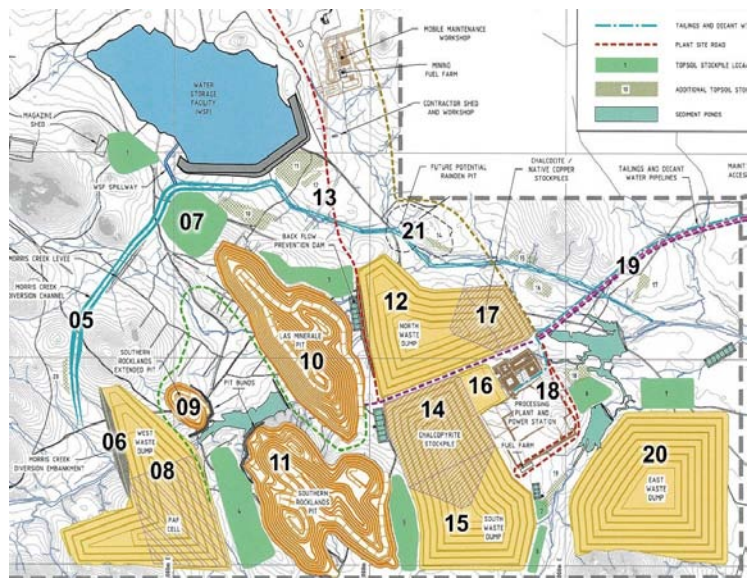 MOBILE MAINTENANCE
WORKSHOP
MINING
FUEL FARM
CONTRACTOR SHED
AND WORKSHOP
TAILINGS AND DECANT W
PLANT SITE ROAD
1
TOPSOIL STOCKPILE LOCA
10
ADDITIONAL TOPSOIL STO
SEDIMENT PONDS
WATER
STORAGE
FACILITY
(WSF)
MAGAZINE
SHED
WSF SPILLWAY
FUTURE POTENTIAL
RAINDEN PIT
CHALCOCITE /
NATIVE COPPER
STOCKPILES
TAILINGS AND DECANT
WATER PIPELINES
MAINT
ACCES
13
07
BACK FLOW
PREVENTION DAM
21
19
MORRIS CREEK LEVEE
MORRIS CREEK
DIVERSION CHANNEL
05
12
NORTH
WASTE
DUMP
17
LAS MINERALE
PIT
10
SOUTHERN
ROCKLANDS
EXTENDED PIT
PIT BUNDS
09
16
18
PROCESSING
PLANT AND
POWER STATION
14
CHALCOPYRITE
STOCKPILE
FUEL FARM
06
WEST
WASTE
DUMP
MORRIS CREEK
DIVERSION EMBANKMENT
08
PAF
CELL
11
SOUTHERN
ROCKLANDS
PIT
15
SOUTH
WASTE
DUMP
20
EAST
WASTE
DUMP